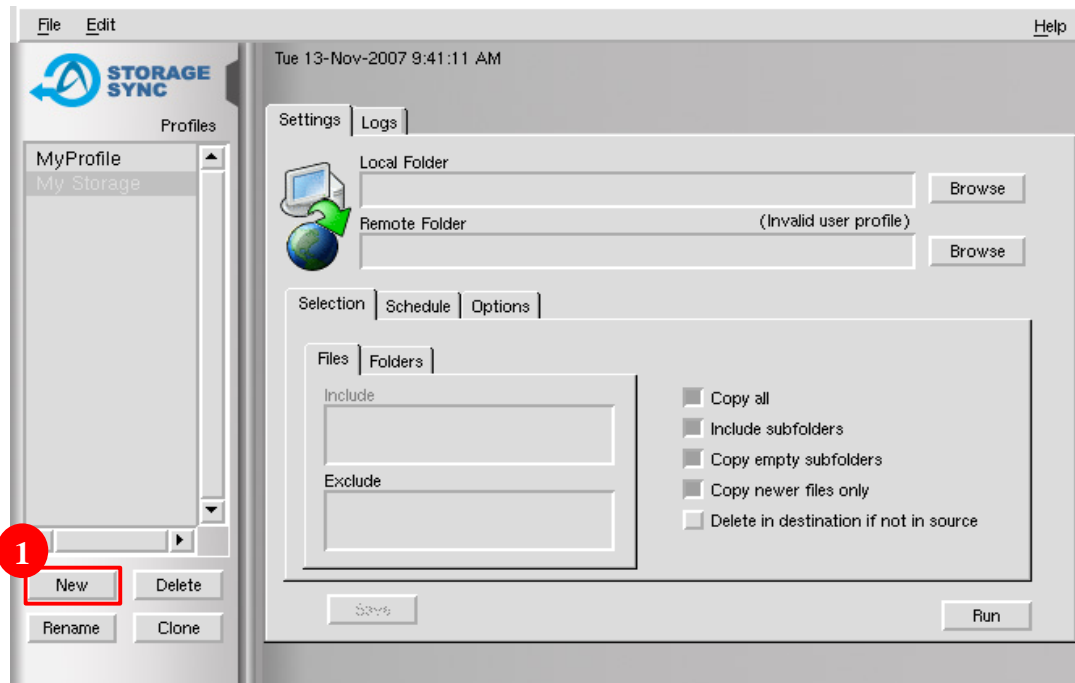 File Edit Help
STORAGE
SYNC
Profiles
MyProfile
My Storage
1
New Delete
Rename Clone
Tue 13-Nov-2007 9:41:11 AM
Settings Logs
Local Folder
Browse
Remote Folder (Invalid user profile)
Browse
Selection Schedule Options
Files Folders
Include
Exclude
Copy all
Include subfolders
Copy empty subfolders
Copy newer files only
Delete in destination if not in source
Save
Run